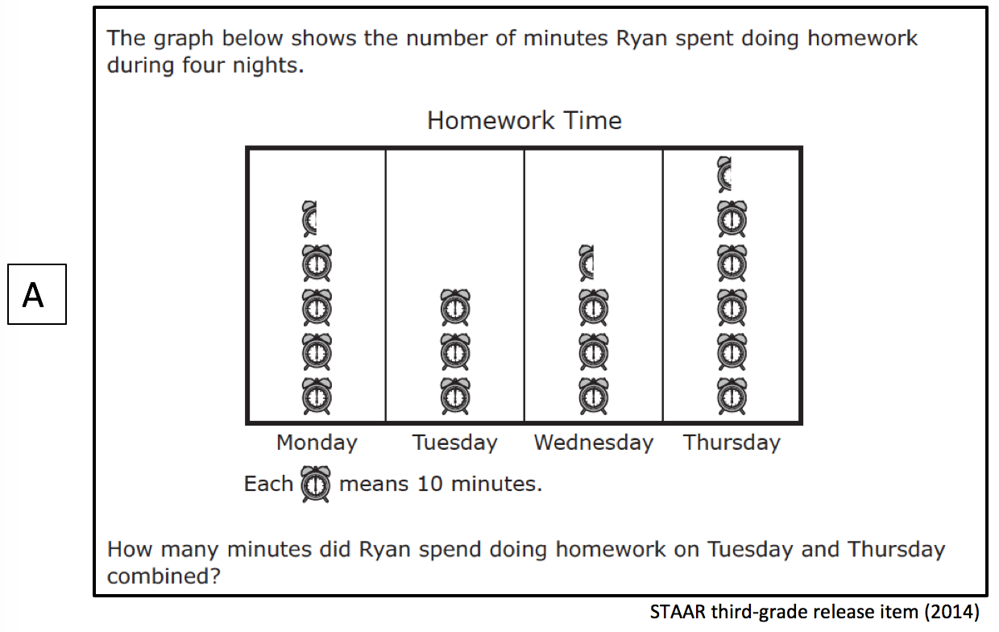 The graph below shows the number of minutes Ryan spent doing homework
during four nights.
Homework Time
A
Monday Tuesday Wednesday Thursday
Each means 10 minutes.
How many minutes did Ryan spend doing homework on Tuesday and Thursday
combined?
STAAR third-grade release item (2014)